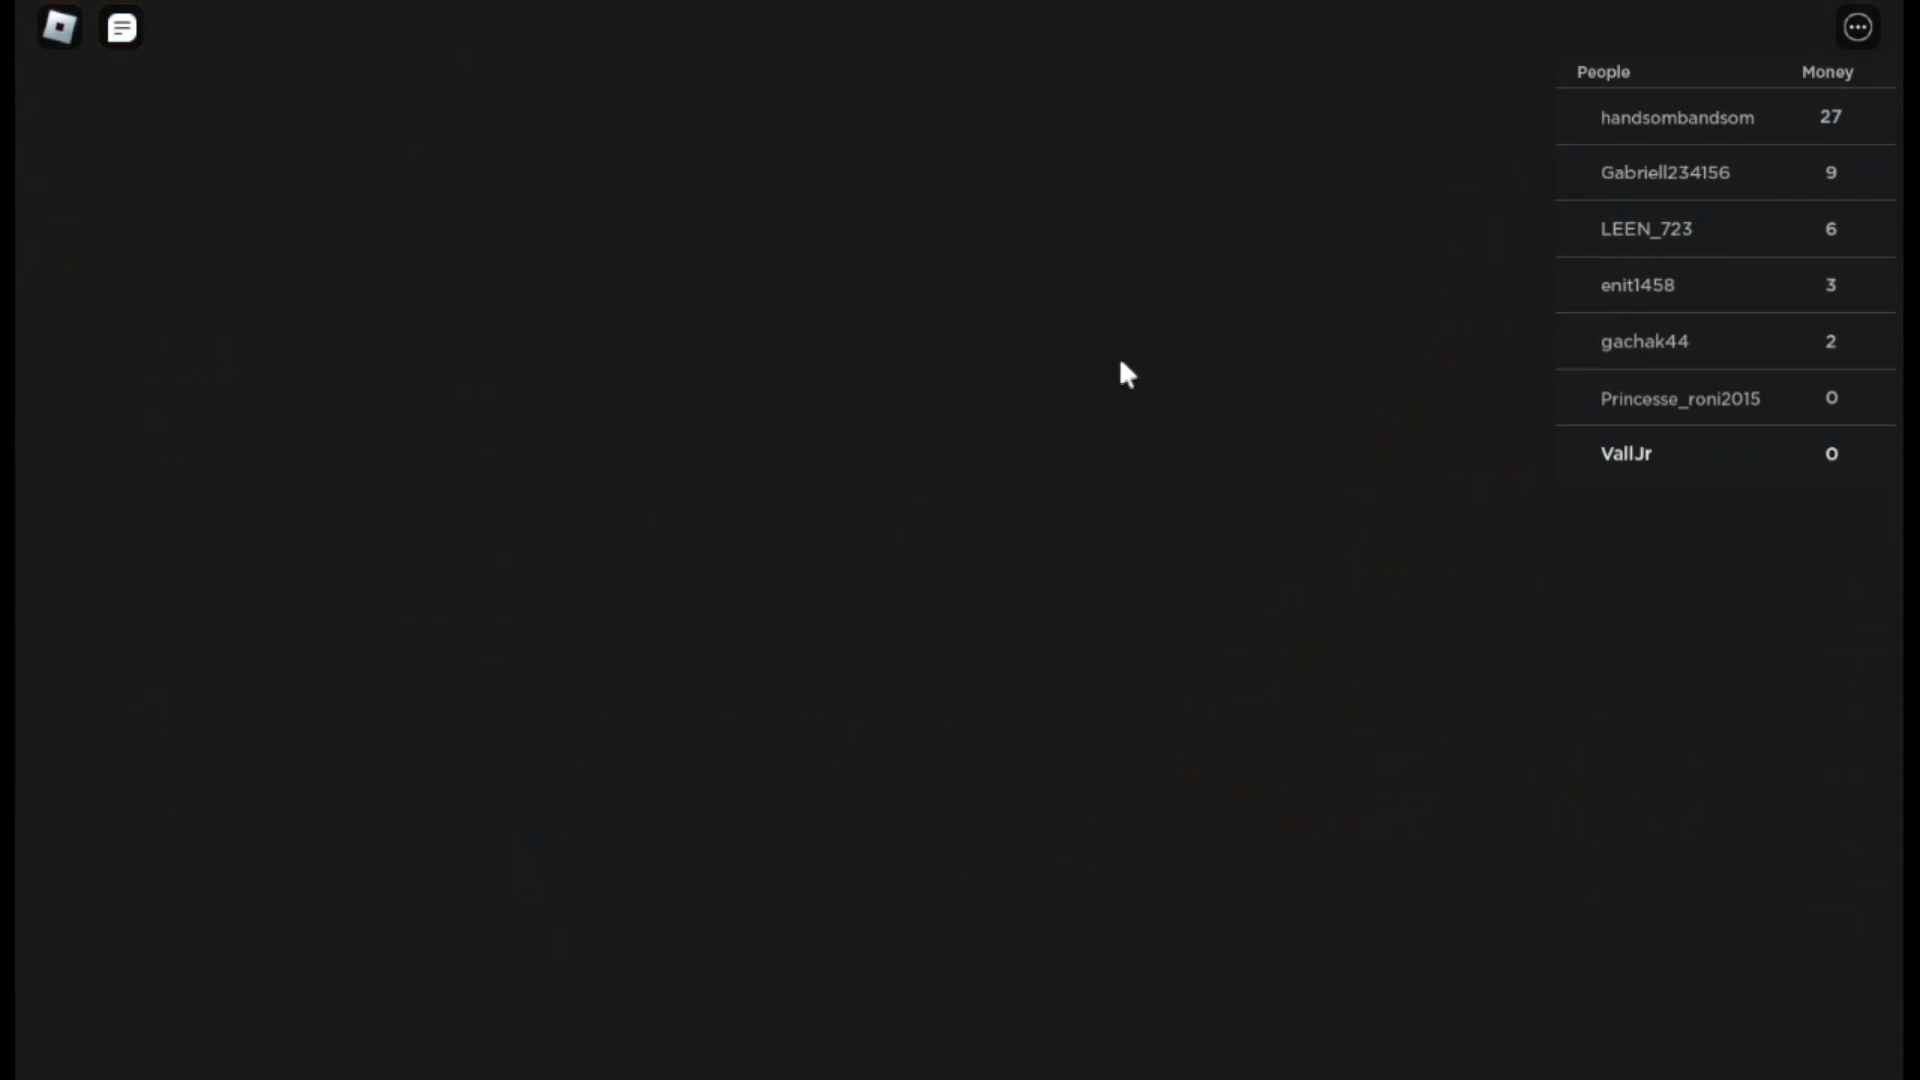 People Money
handsombandsom 27
Gabriell234156 9
LEEN_723 6
enit1458 3
gachak44 2
Princesse_roni2015 0
VallJr 0